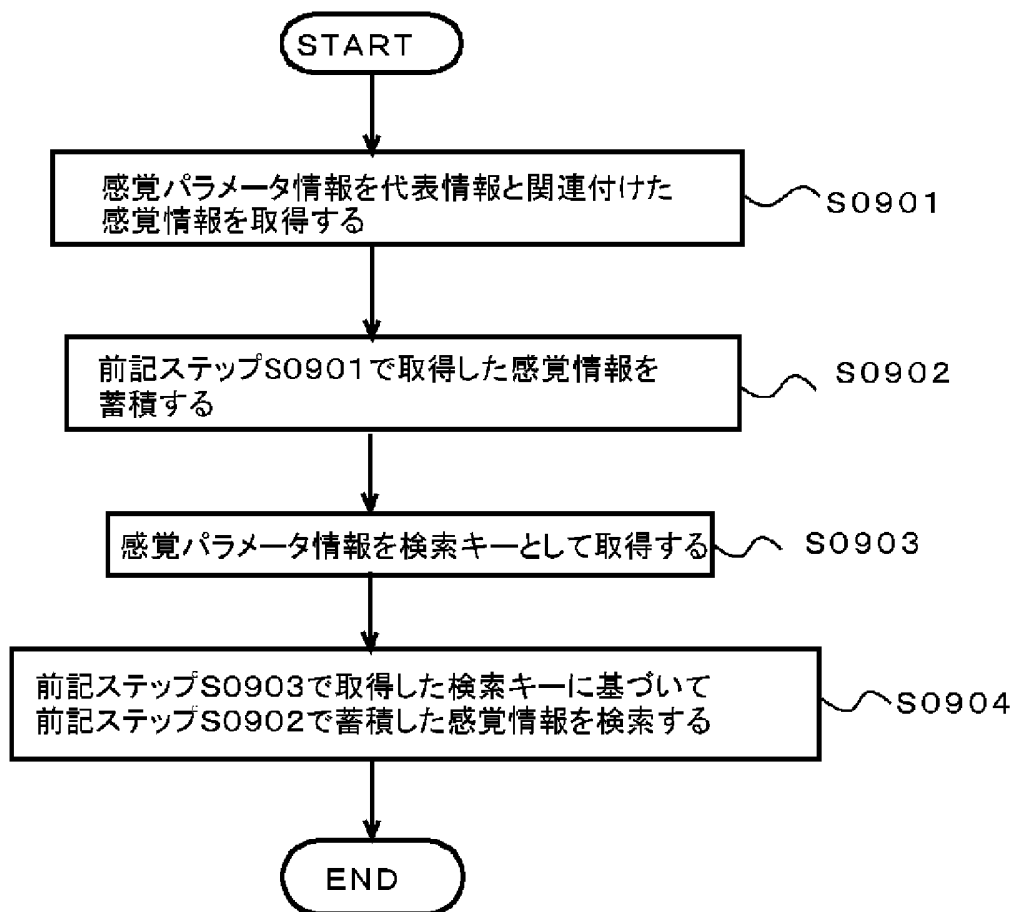 START
感覚パラメータ情報を代表情報と関連付けた
感覚情報を取得する
S0901
前記ステップS0901で取得した感覚情報を
蓄積する
S0902
感覚パラメータ情報を検索キーとして取得する
S0903
前記ステップS0903で取得した検索キーに基づいて
前記ステップS0902で蓄積した感覚情報を検索する
S0904
END